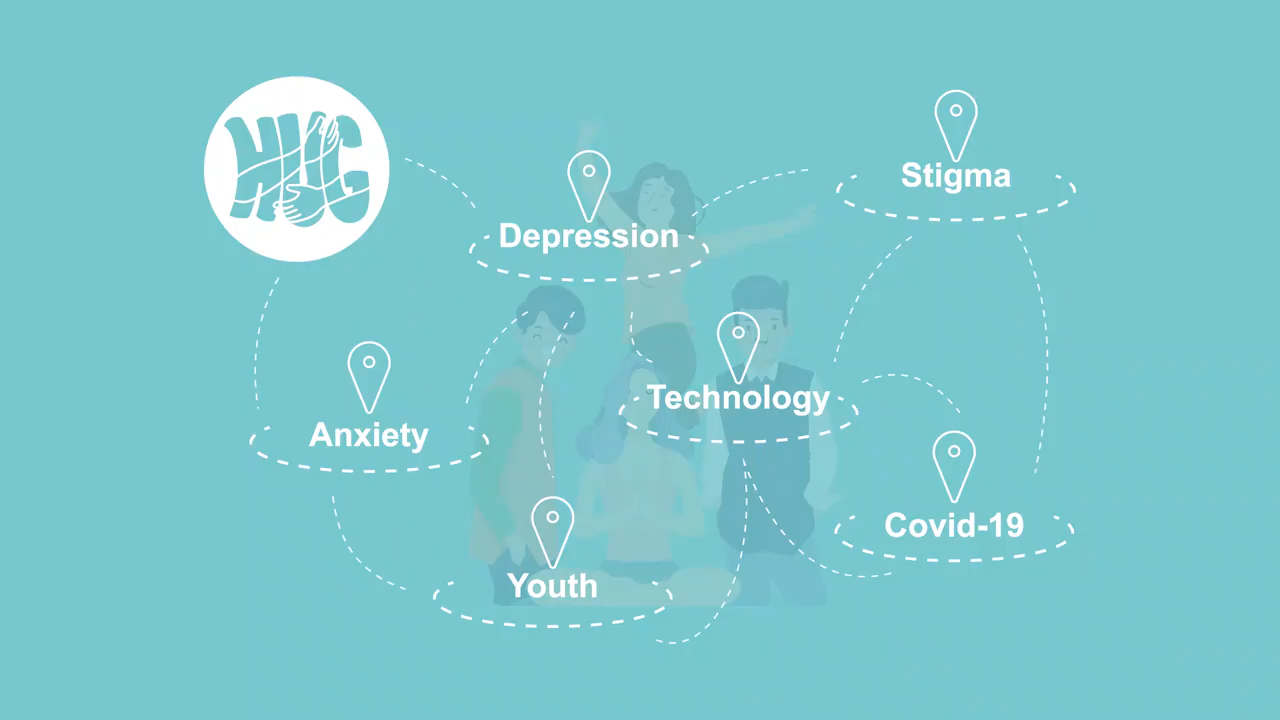 HUG
Depression
Stigma
Anxiety
Technology
Youth
Covid-19